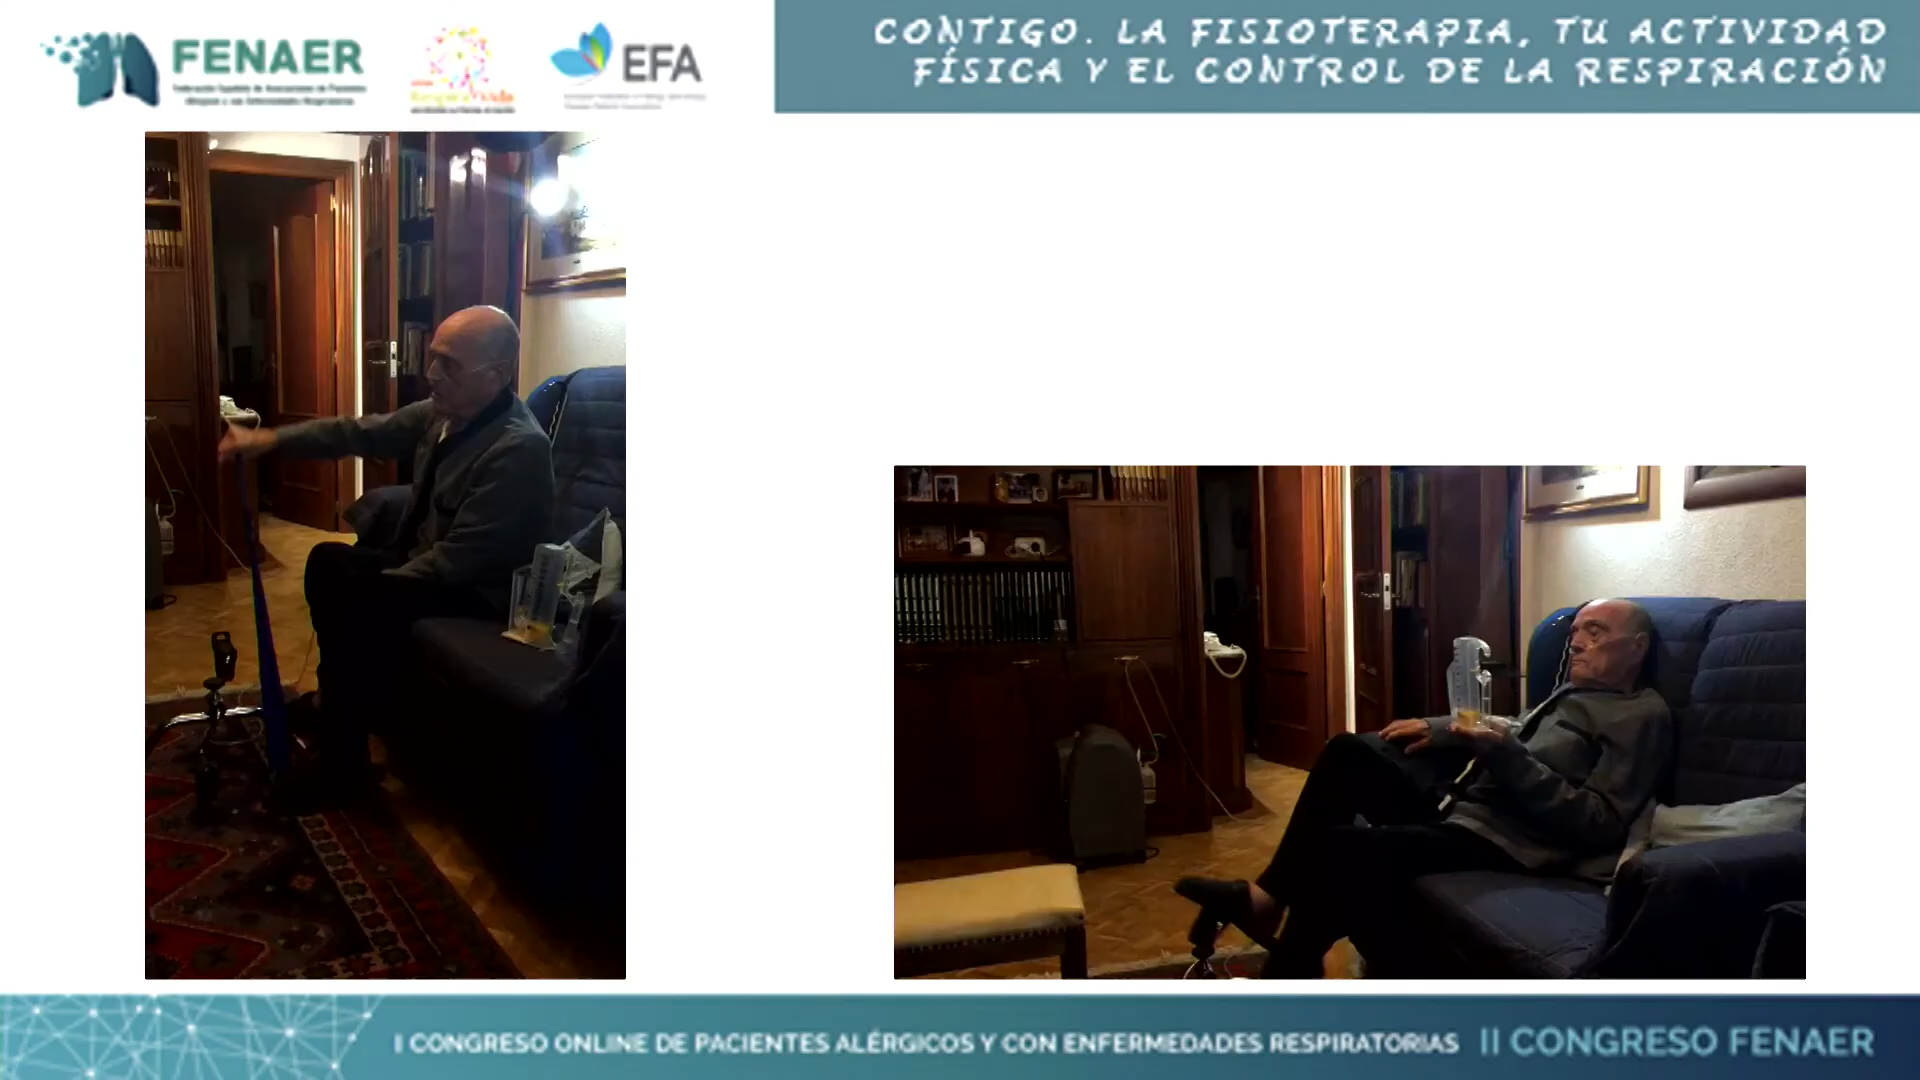 FENAER
EFA
CONTIGO. LA FISIOTERAPIA, TU ACTIVIDAD
FÍSICA Y EL CONTROL DE LA RESPIRACIÓN
I CONGRESO ONLINE DE PACIENTES ALÉRGICOS Y CON ENFERMEDADES RESPIRATORIAS
II CONGRESO FENAER